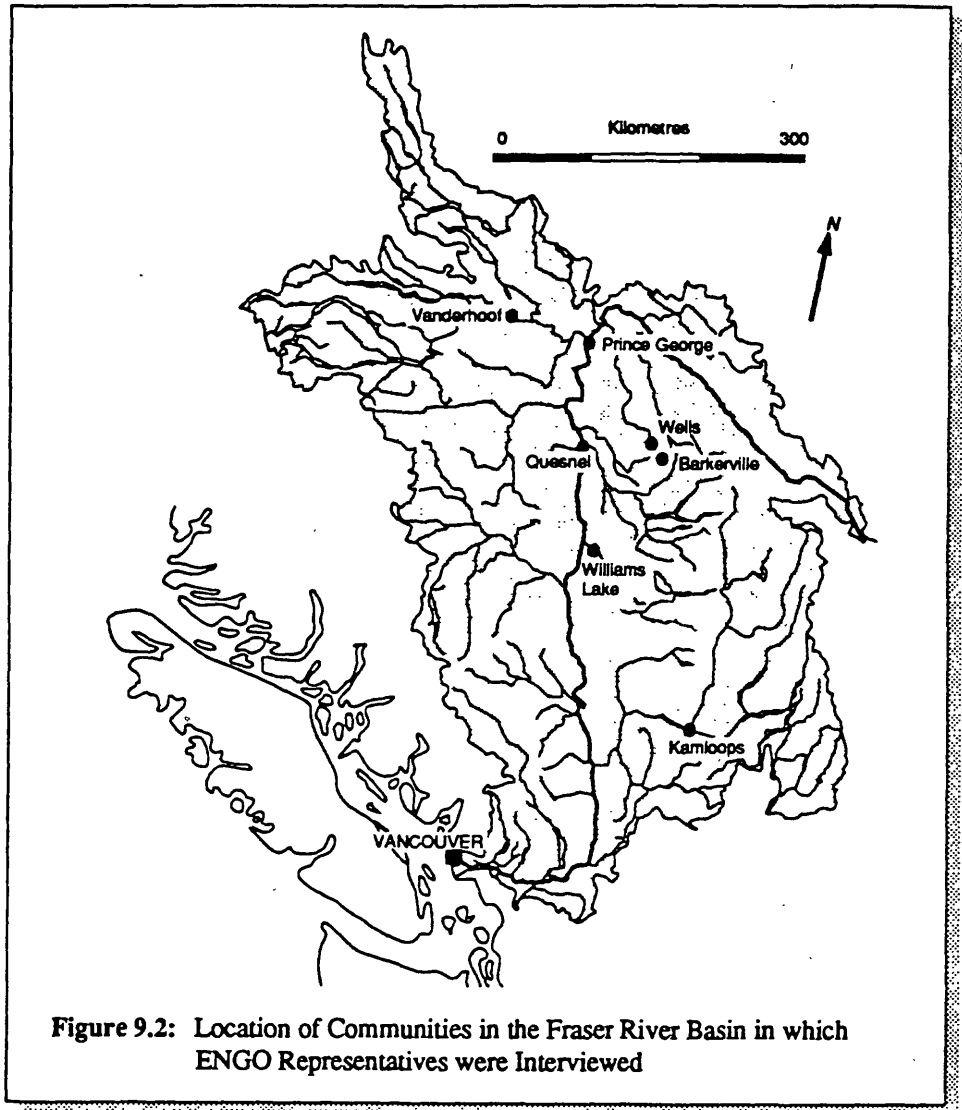 0 Kilometres 300
N
Vanderhoof
Prince George
Wells
Quesnel
Barkerville
Williams
Lake
Kamloops
VANCOUVER
Figure 9.2: Location of Communities in the Fraser River Basin in which
ENGO Representatives were Interviewed